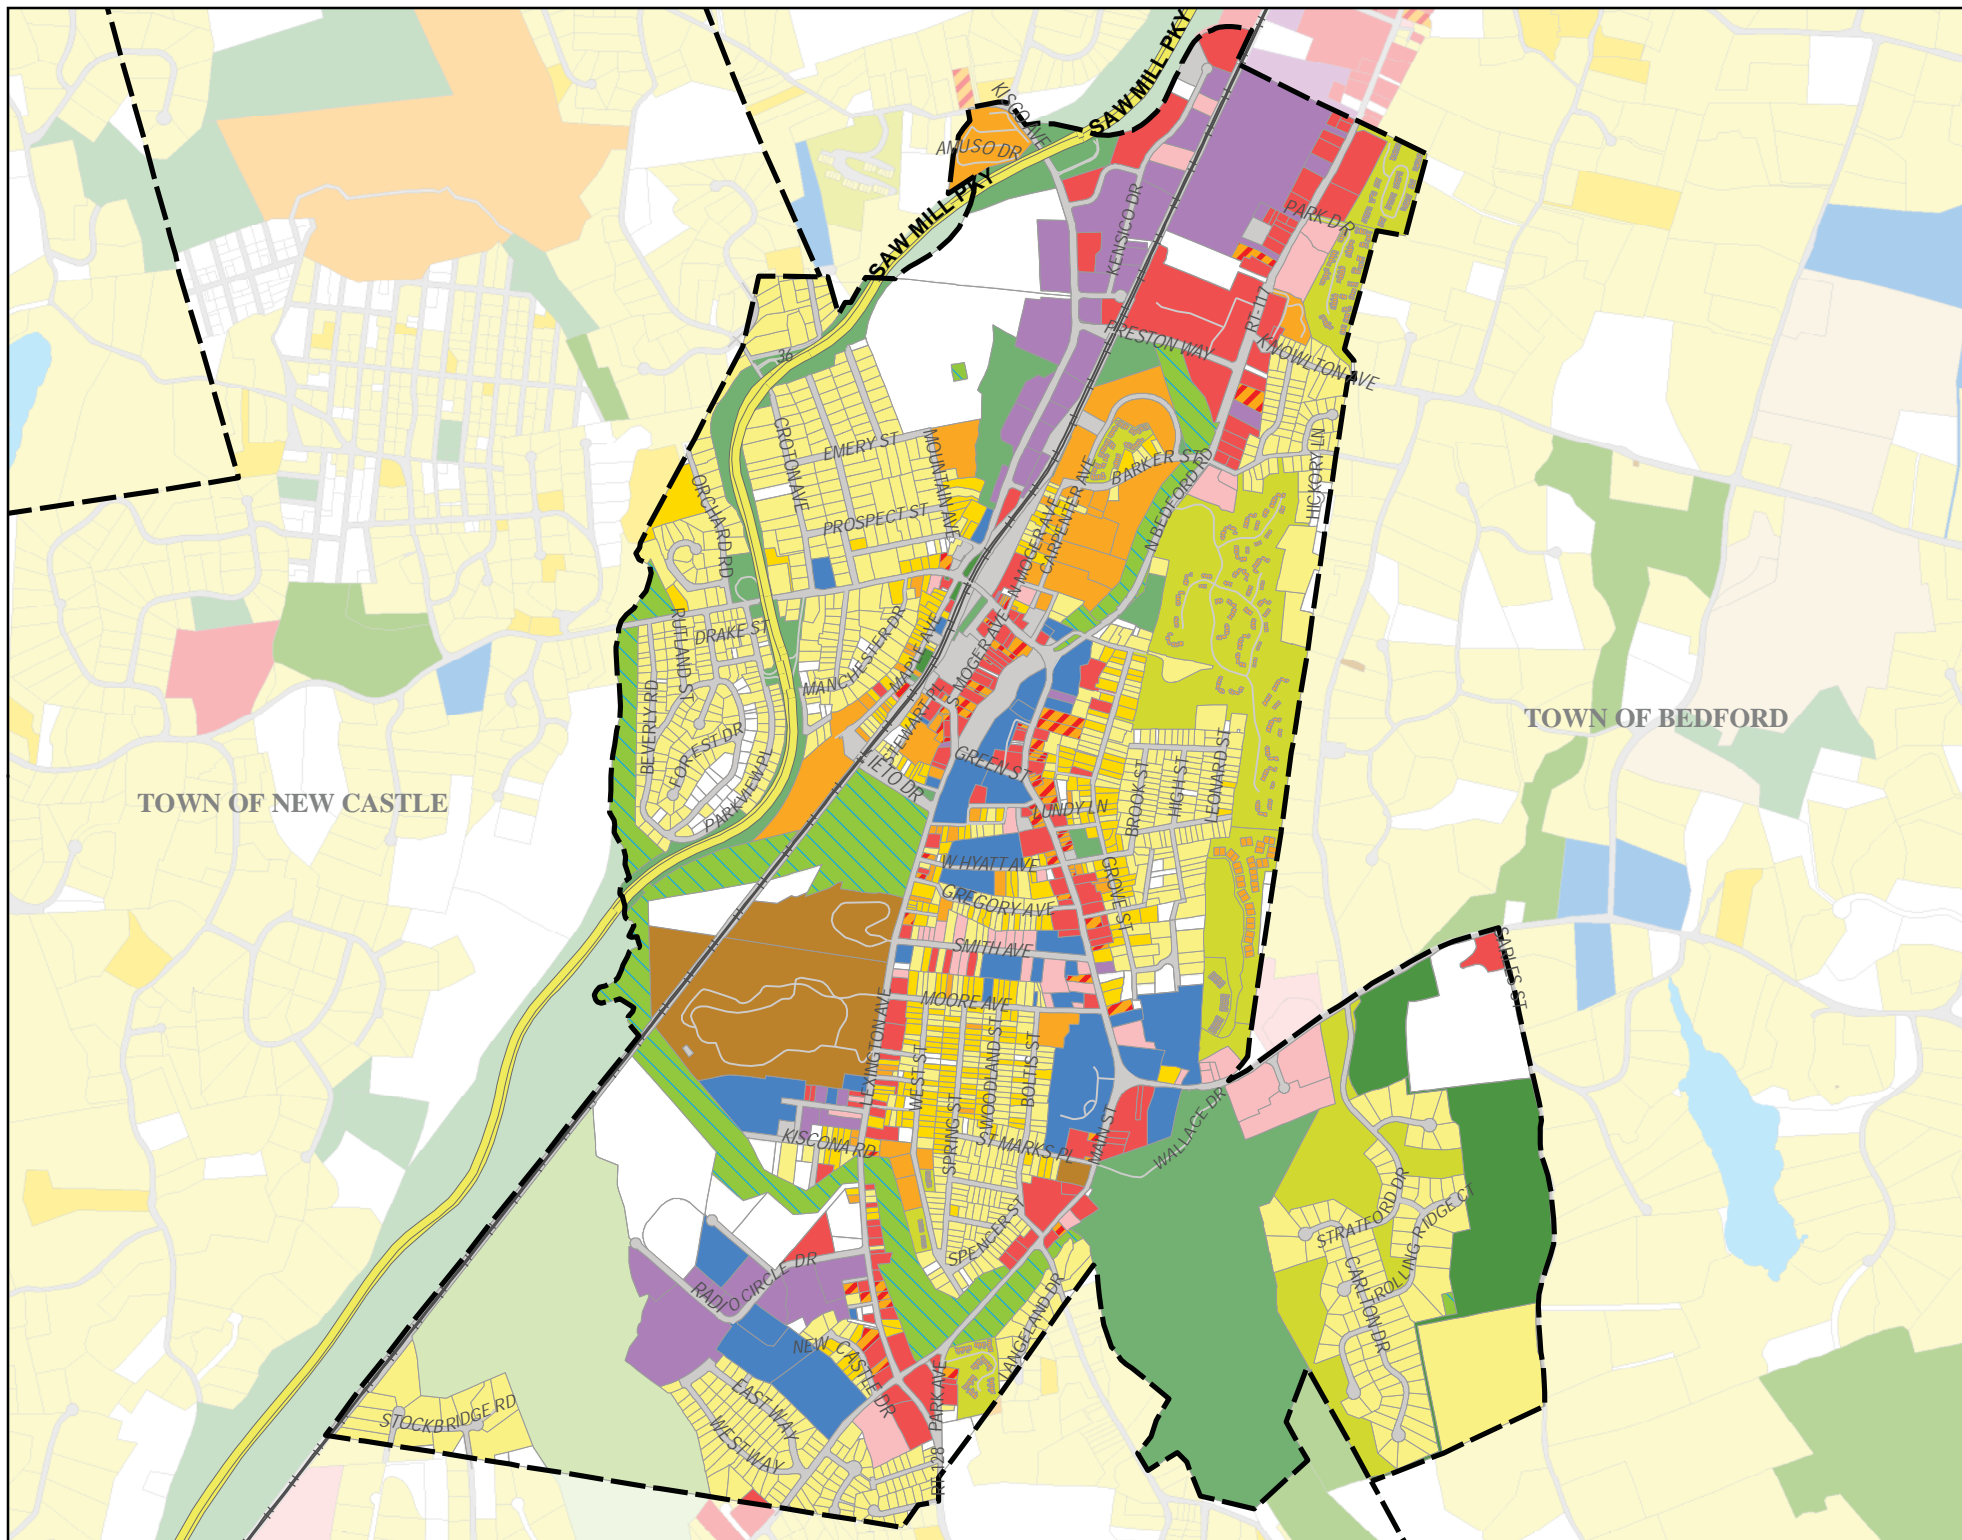 SAW MILL PKY
KISCO AVE
AMUSO DR
SAW MILL PKY
PARK DR
KENSICO DR
RT-117
PRESTON WAY
KNOWLTON AVE
36
CROTON AVE
EMERY ST
MOUNTAIN AVE
HICKORY LN
BARKER ST
N BEDFORD RD
ORCHARD RD
PROSPECT ST
N MOGER AVE
CARPENTER AVE
RUTLAND ST
DRAKE ST
MANCHESTER DR
MAPLE AVE
S MOGER AVE
STEWART PL
BEVERLY RD
FOREST DR
PARKVIEW PL
LIETO DR
GREEN ST
TOWN OF BEDFORD
TOWN OF NEW CASTLE
LUNDY LN
BROOK ST
HIGH ST
LEONARD ST
W HYATT AVE
GREGORY AVE
GROVE ST
SMITH AVE
SARLES ST
MOORE AVE
LEXINGTON AVE
WEST ST
WOODLAND ST
BOLTIS ST
SPRING ST
ST MARKS PL
MAIN ST
WALLACE DR
KISCONA RD
SPENCER ST
STRATFORD DR
ROLLING RIDGE CT
CARLTON DR
RADIO CIRCLE DR
LANGELAND DR
NEW CASTLE DR
EAST WAY
WEST WAY
PARK AVE
STOCKBRIDGE RD
RT-128